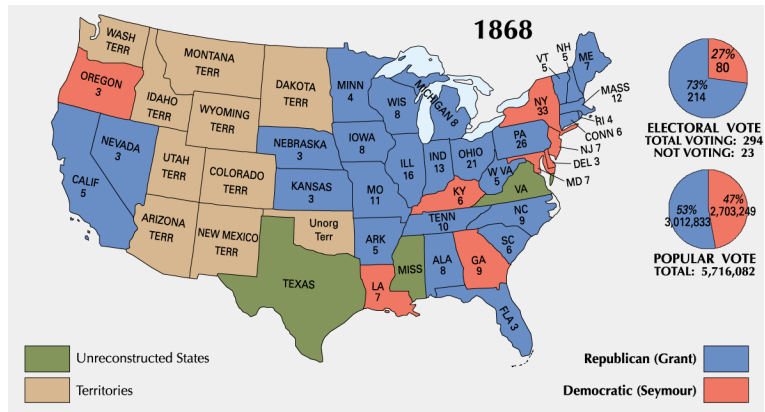 1868
WASH
TERR
OREGON
3
MONTANA
TERR
IDAHO
TERR
WYOMING
TERR
DAKOTA
TERR
NEVADA
3
CALIF
5
UTAH
TERR
COLORADO
TERR
ARIZONA
TERR
NEW MEXICO
TERR
Unorg
Terr
NEBRASKA
3
KANSAS
3
TEXAS
MINN
4
IOWA
8
MO
11
ARK
5
LA
7
WIS
8
ILL
16
MICHIGAN 8
IND
13
OHIO
21
KY
6
TENN
10
MISS
ALA
8
GA
9
FLA 3
SC
6
NC
9
VA
W VA
5
PA
26
NY
33
VT
5
NH
5
ME
7
MASS
12
RI 4
CONN 6
NJ 7
DEL 3
MD 7
27%
80
73%
214
ELECTORAL VOTE
TOTAL VOTING: 294
NOT VOTING: 23
53%
3,012,833
47%
2,703,249
POPULAR VOTE
TOTAL: 5,716,082
Unreconstructed States
Territories
Republican (Grant)
Democratic (Seymour)